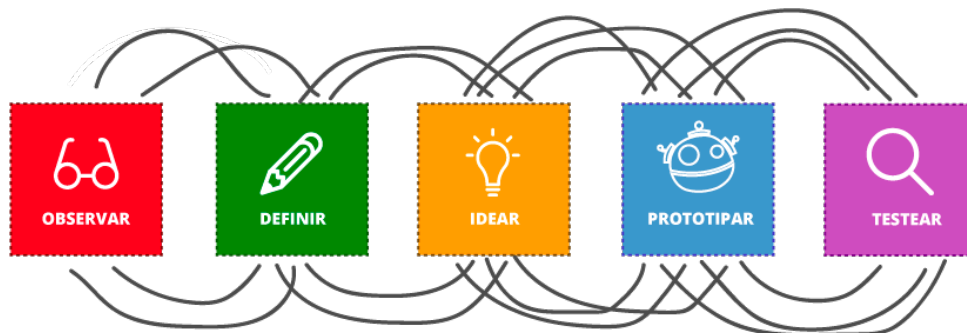 OBSERVAR
DEFINIR
IDEAR
PROTOTIPAR
TESTEAR